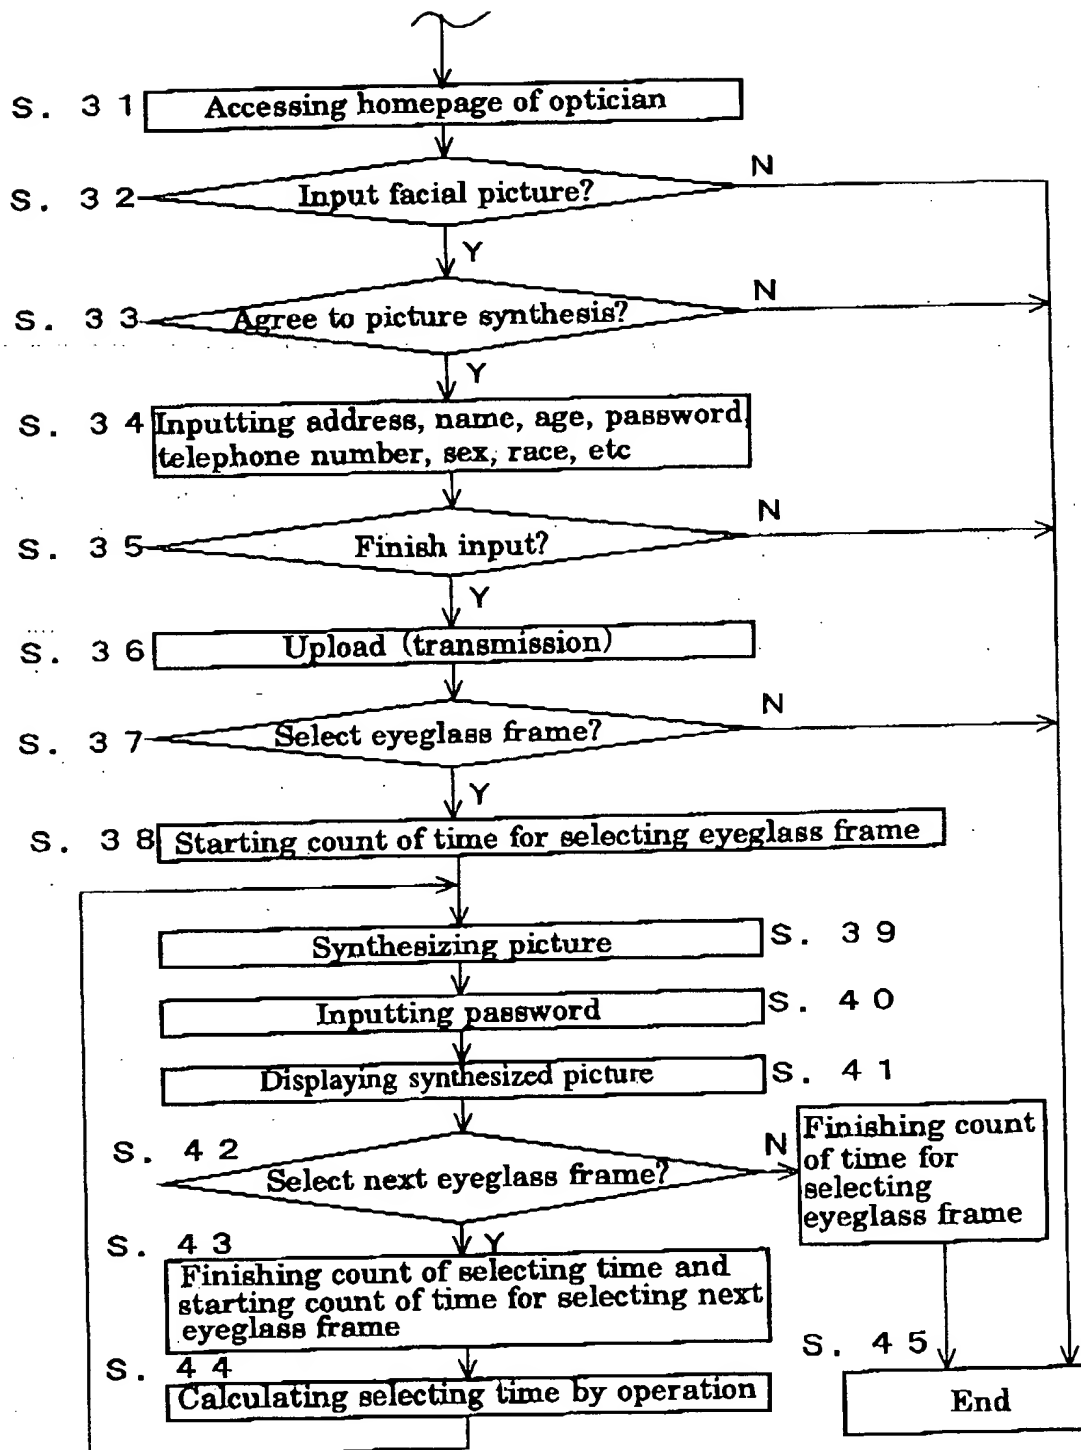 S. 31 Accessing homepage of optician
N
S. 32 Input facial picture?
Y
N
S. 33 Agree to picture synthesis?
Y
S. 34 Inputting address, name, age, password,
telephone number, sex, race, etc
N
S. 35 Finish input?
Y
S. 36 Upload (transmission)
N
S. 37 Select eyeglass frame?
Y
S. 38 Starting count of time for selecting eyeglass frame
Synthesizing picture S. 39
Inputting password S. 40
Displaying synthesized picture S. 41
S. 42 Select next eyeglass frame?
N
Finishing count
of time for
selecting
eyeglass frame
Y
S. 43
Finishing count of selecting time and
starting count of time for selecting next
eyeglass frame
S. 44
Calculating selecting time by operation
S. 45
End